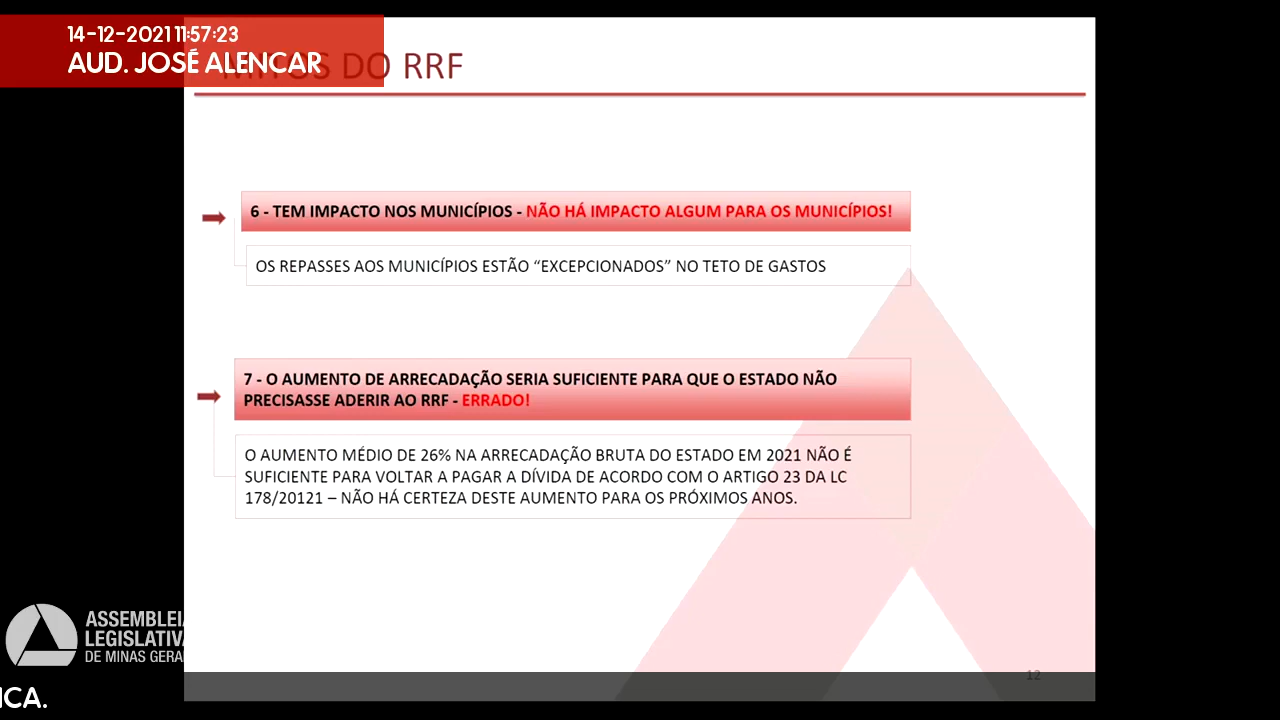 14-12-2021 11:57:23
AUD. JOSÉ ALENCAR
MITOS DO RRF
6 - TEM IMPACTO NOS MUNICÍPIOS - NÃO HÁ IMPACTO ALGUM PARA OS MUNICÍPIOS!
OS REPASSES AOS MUNICÍPIOS ESTÃO “EXCEPCIONADOS” NO TETO DE GASTOS
7 - O AUMENTO DE ARRECADAÇÃO SERIA SUFICIENTE PARA QUE O ESTADO NÃO
PRECISASSE ADERIR AO RRF - ERRADO!
O AUMENTO MÉDIO DE 26% NA ARRECADAÇÃO BRUTA DO ESTADO EM 2021 NÃO É
SUFICIENTE PARA VOLTAR A PAGAR A DÍVIDA DE ACORDO COM O ARTIGO 23 DA LC
178/20121 – NÃO HÁ CERTEZA DESTE AUMENTO PARA OS PRÓXIMOS ANOS.
ASSEMBLEIA
LEGISLATIVA
DE MINAS GERAI
12
ICA.